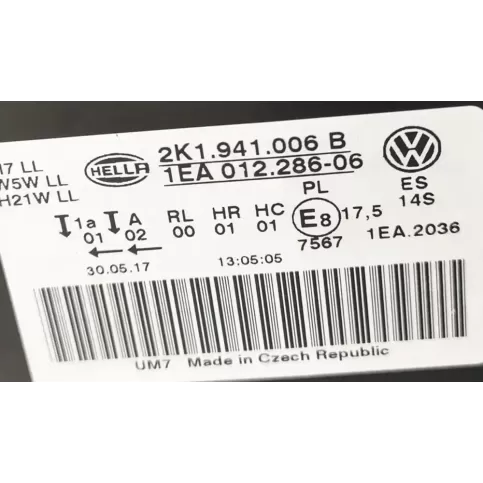 H7 LL
W5W LL
H21W LL
HELLA
2K1.941.006 B
1EA 012.286-06
1a A RL HR HC PL E8 17,5
01 02 00 01 01 7567 1EA.2036
ES
14S
30.05.17 13:05:05
UM7 Made in Czech Republic